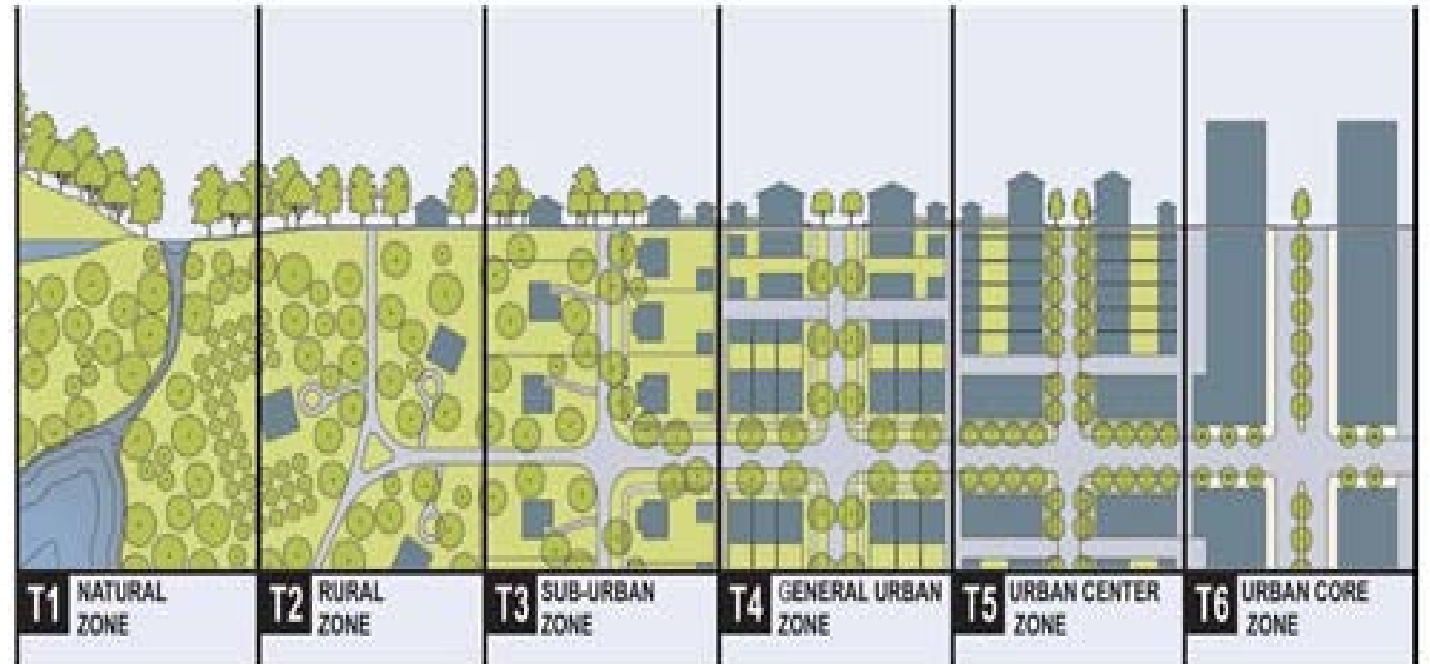 T1 NATURAL
ZONE
T2 RURAL
ZONE
T3 SUB-URBAN
ZONE
T4 GENERAL URBAN
ZONE
T5 URBAN CENTER
ZONE
T6 URBAN CORE
ZONE